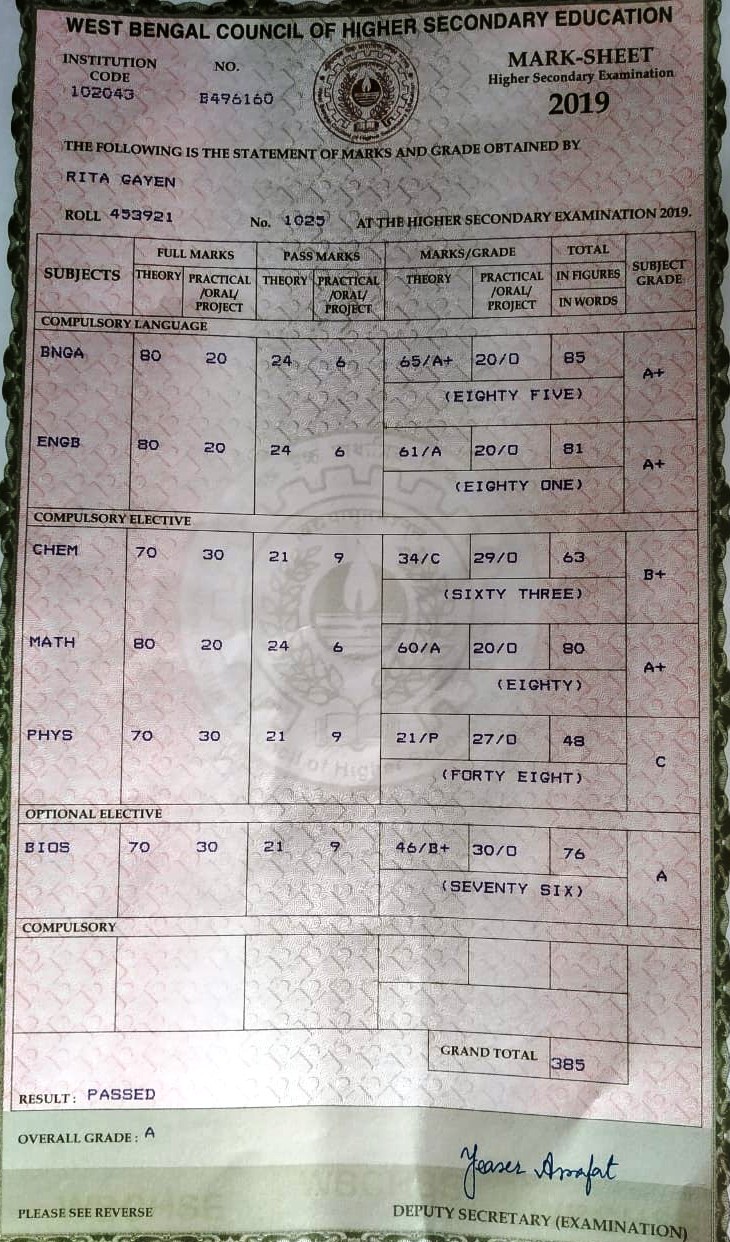 WEST BENGAL COUNCIL OF HIGHER SECONDARY EDUCATION
INSTITUTION CODE NO. MARK-SHEET
102043 B496160 Higher Secondary Examination
2019
THE FOLLOWING IS THE STATEMENT OF MARKS AND GRADE OBTAINED BY
RITA GAYEN
ROLL 453921 No. 1025 AT THE HIGHER SECONDARY EXAMINATION 2019.
SUBJECTS FULL MARKS PASS MARKS MARKS/GRADE TOTAL SUBJECT GRADE
THEORY PRACTICAL /ORAL/ PROJECT THEORY PRACTICAL /ORAL/ PROJECT THEORY PRACTICAL /ORAL/ PROJECT IN FIGURES IN WORDS
COMPULSORY LANGUAGE
BNGA 80 20 24 6 65/A+ 20/O 85 A+
(EIGHTY FIVE)
ENGB 80 20 24 6 61/A 20/O 81 A+
(EIGHTY ONE)
COMPULSORY ELECTIVE
CHEM 70 30 21 9 34/C 29/O 63 B+
(SIXTY THREE)
MATH 80 20 24 6 60/A 20/O 80 A+
(EIGHTY)
PHYS 70 30 21 9 21/P 27/O 48 C
(FORTY EIGHT)
OPTIONAL ELECTIVE
BIOS 70 30 21 9 46/B+ 30/O 76 A
(SEVENTY SIX)
COMPULSORY
GRAND TOTAL 385
RESULT : PASSED
OVERALL GRADE : A
Yeaser Arrafat
PLEASE SEE REVERSE DEPUTY SECRETARY (EXAMINATION)